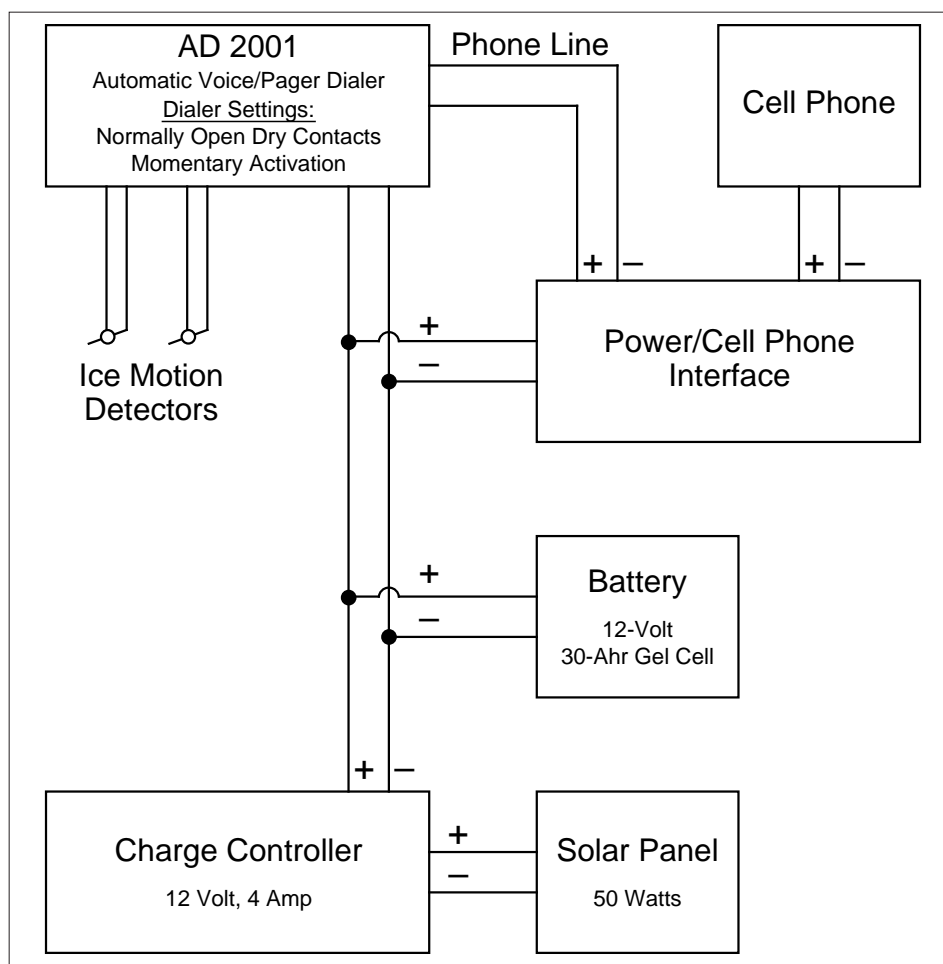 AD 2001
Automatic Voice/Pager Dialer
Dialer Settings:
Normally Open Dry Contacts
Momentary Activation
Phone Line
Cell Phone
+ –
+ –
Ice Motion
Detectors
+
–
Power/Cell Phone
Interface
+
–
Battery
12-Volt
30-Ahr Gel Cell
+ –
Charge Controller
12 Volt, 4 Amp
+
–
Solar Panel
50 Watts